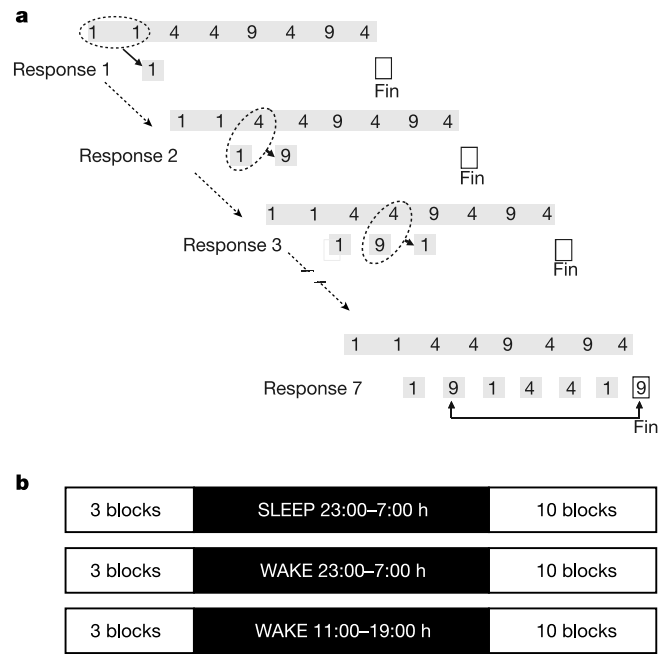 a
1 1 4 4 9 4 9 4
Response 1 1
Fin
1 1 4 4 9 4 9 4
Response 2 1 9
Fin
1 1 4 4 9 4 9 4
Response 3 1 9 1
Fin
1 1 4 4 9 4 9 4
Response 7 1 9 1 4 4 1 9
Fin
b
3 blocks SLEEP 23:00–7:00 h 10 blocks
3 blocks WAKE 23:00–7:00 h 10 blocks
3 blocks WAKE 11:00–19:00 h 10 blocks